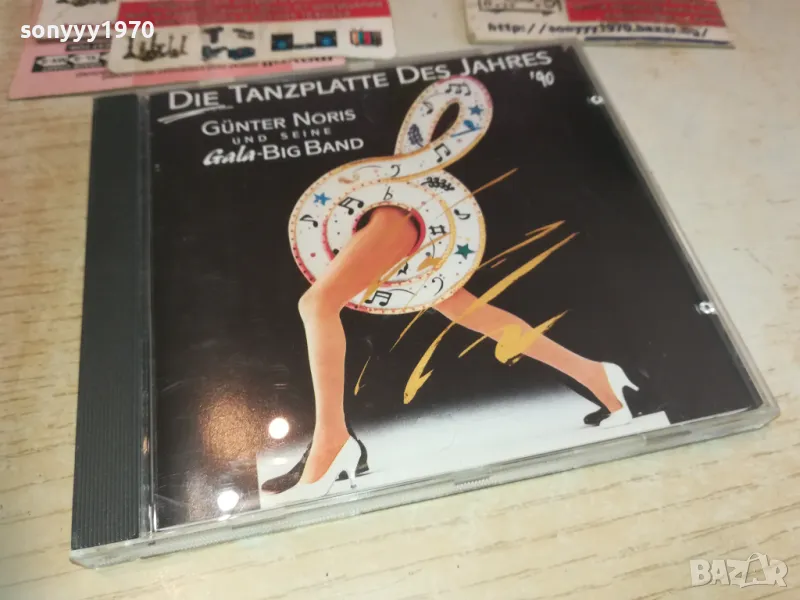 sonyyy1970
http://sonyyy1970.bazar.bg/
DIE TANZPLATTE DES JAHRES
'90
GÜNTER NORIS
UND SEINE
Gala-BIG BAND
BAZAR